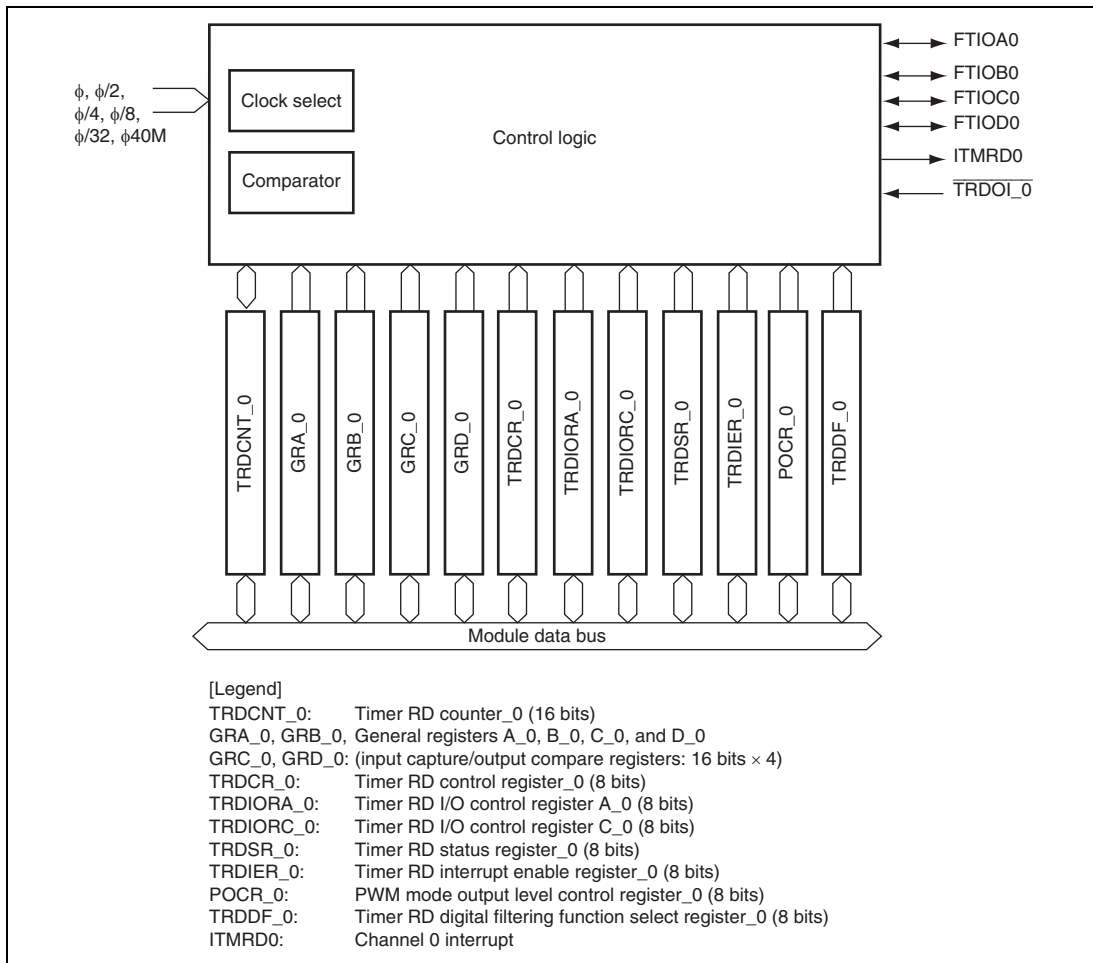 φ, φ/2,
φ/4, φ/8,
φ/32, φ40M
Clock select
Comparator
Control logic
FTIOA0
FTIOB0
FTIOC0
FTIOD0
ITMRD0
TRDOI_0
TRDCNT_0
GRA_0
GRB_0
GRC_0
GRD_0
TRDCR_0
TRDIORA_0
TRDIORC_0
TRDSR_0
TRDIER_0
POCR_0
TRDDF_0
Module data bus
[Legend]
TRDCNT_0: Timer RD counter_0 (16 bits)
GRA_0, GRB_0, General registers A_0, B_0, C_0, and D_0
GRC_0, GRD_0: (input capture/output compare registers: 16 bits × 4)
TRDCR_0: Timer RD control register_0 (8 bits)
TRDIORA_0: Timer RD I/O control register A_0 (8 bits)
TRDIORC_0: Timer RD I/O control register C_0 (8 bits)
TRDSR_0: Timer RD status register_0 (8 bits)
TRDIER_0: Timer RD interrupt enable register_0 (8 bits)
POCR_0: PWM mode output level control register_0 (8 bits)
TRDDF_0: Timer RD digital filtering function select register_0 (8 bits)
ITMRD0: Channel 0 interrupt